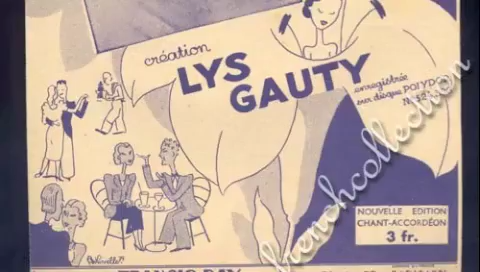 création
LYS
GAUTY
enregistrée
sur disque POLYDOR
NOUVELLE EDITION
CHANT-ACCORDÉON
3 fr.
frenchcollection